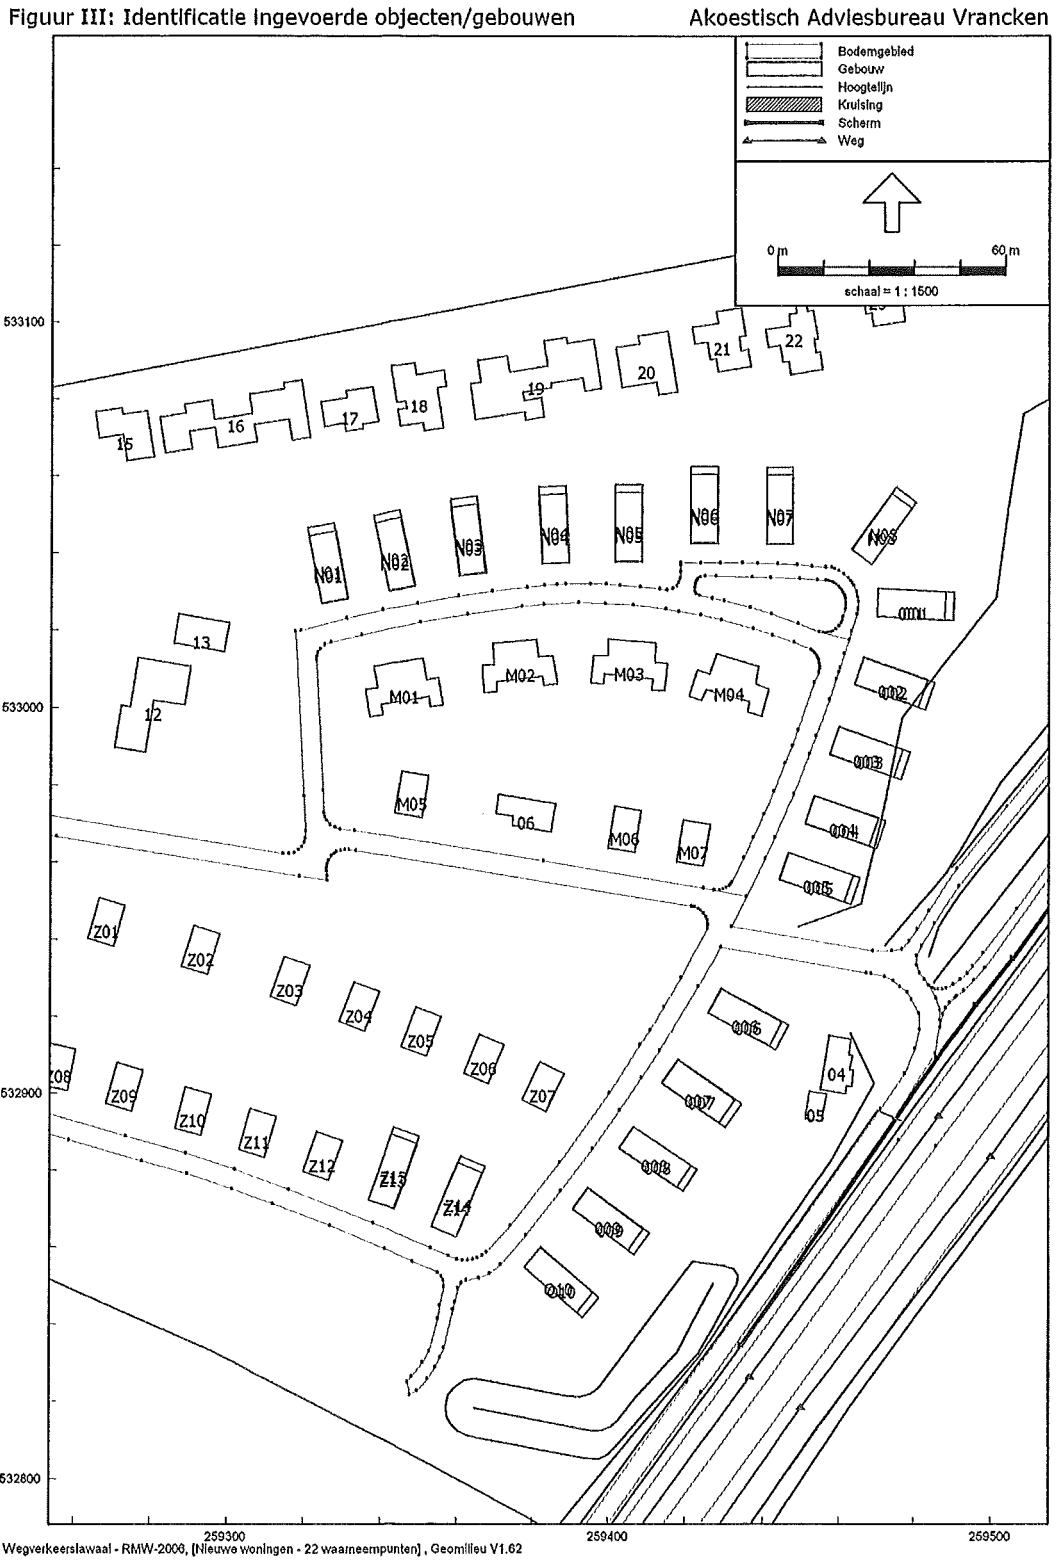 Figuur III: Identificatie ingevoerde objecten/gebouwen
Akoestisch Adviesbureau Vrancken
Bodemgebied
Gebouw
Hoogtelijn
Kruising
Scherm
Weg
0 m 60 m
schaal = 1 : 1500
533100
22
21
20
19
18
17
16
15
N06
N07
N04
N05
N03
N02
N01
N08
001
13
M02
M03
M01
M04
002
12
533000
003
M05
06
M06
M07
004
005
Z01
Z02
Z03
Z04
Z05
Z06
Z07
006
04
05
Z08
Z09
Z10
Z11
Z12
Z13
Z14
532900
007
008
009
010
532800
259300
259400
259500
Wegverkeerslawaai - RMW-2006, [Nieuwe woningen - 22 waarneempunten] , Geomilieu V1.62